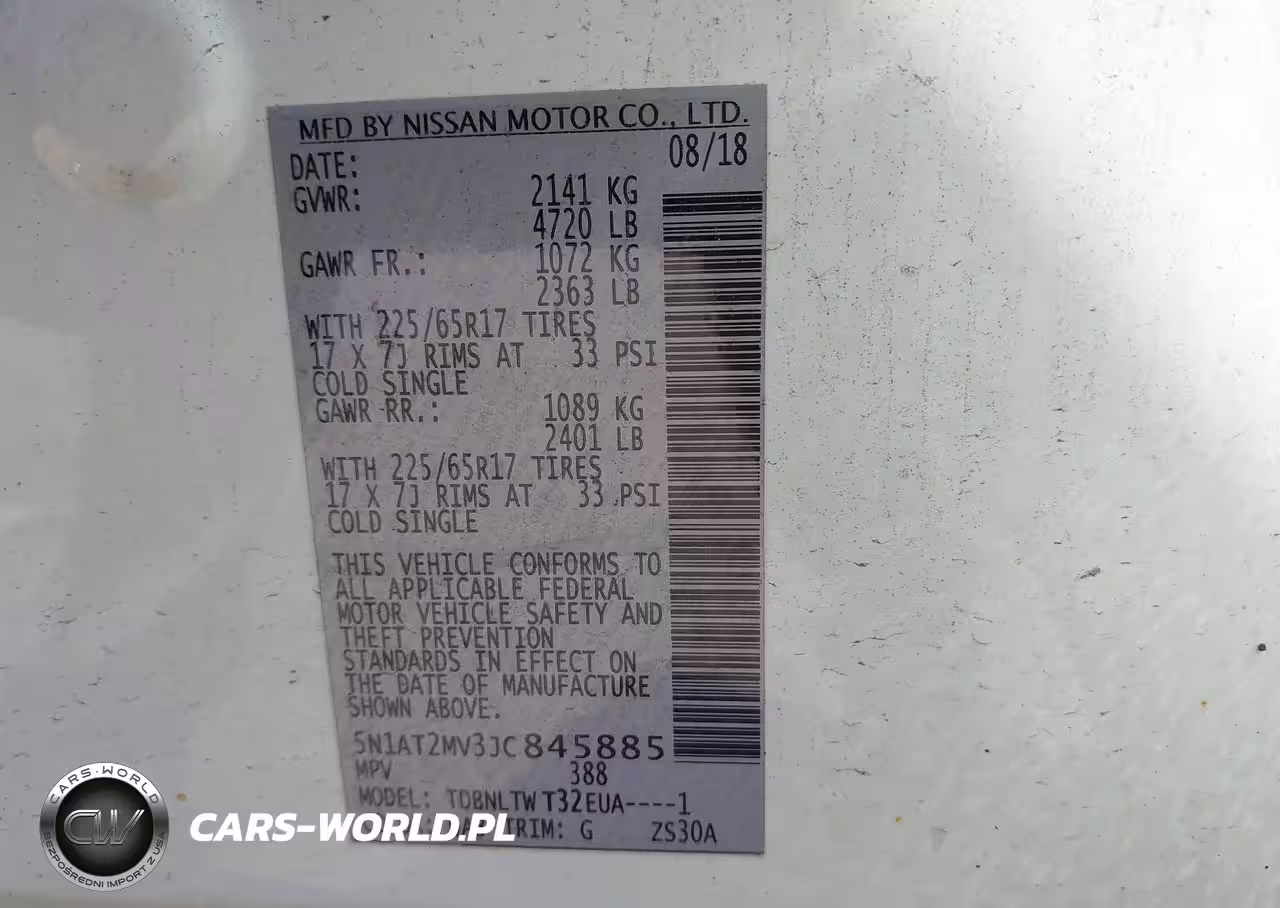 MFD BY NISSAN MOTOR CO., LTD.
DATE: 08/18
GVWR: 2141 KG
4720 LB
GAWR FR.: 1072 KG
2363 LB
WITH 225/65R17 TIRES
17 X 7J RIMS AT 33 PSI
COLD SINGLE
GAWR RR.: 1089 KG
2401 LB
WITH 225/65R17 TIRES
17 X 7J RIMS AT 33 PSI
COLD SINGLE
THIS VEHICLE CONFORMS TO
ALL APPLICABLE FEDERAL
MOTOR VEHICLE SAFETY AND
THEFT PREVENTION
STANDARDS IN EFFECT ON
THE DATE OF MANUFACTURE
SHOWN ABOVE.
5N1AT2MV3JC845885
MPV 388
MODEL: TDBNLTWT32EUA----1
TRIM: G ZS30A
CARS-WORLD
CW
BEZPOŚREDNI IMPORT Z USA
CARS-WORLD.PL